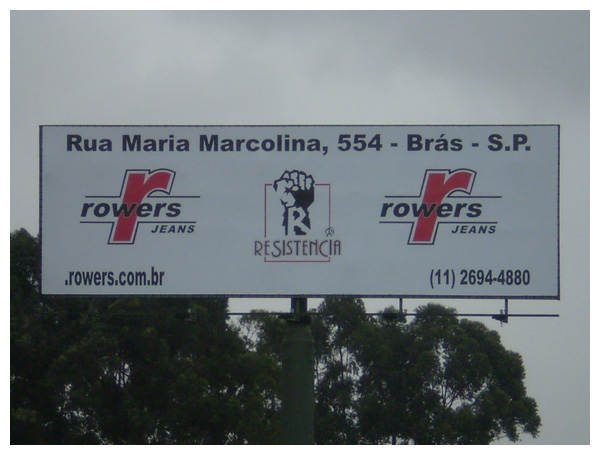 Rua Maria Marcolina, 554 - Brás - S.P.
rowers
JEANS
R
RESISTENCIA
rowers
JEANS
.rowers.com.br
(11) 2694-4880